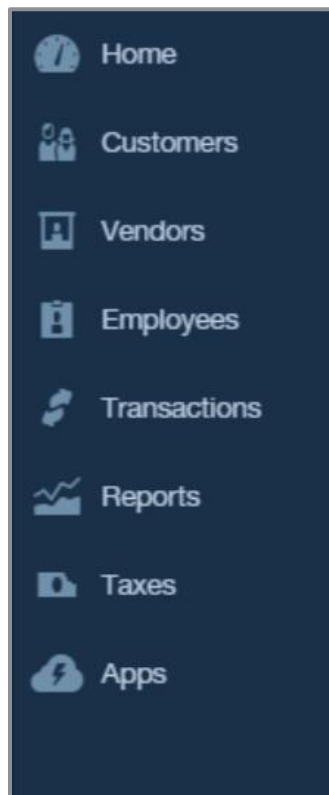 Home
Customers
Vendors
Employees
Transactions
Reports
Taxes
Apps